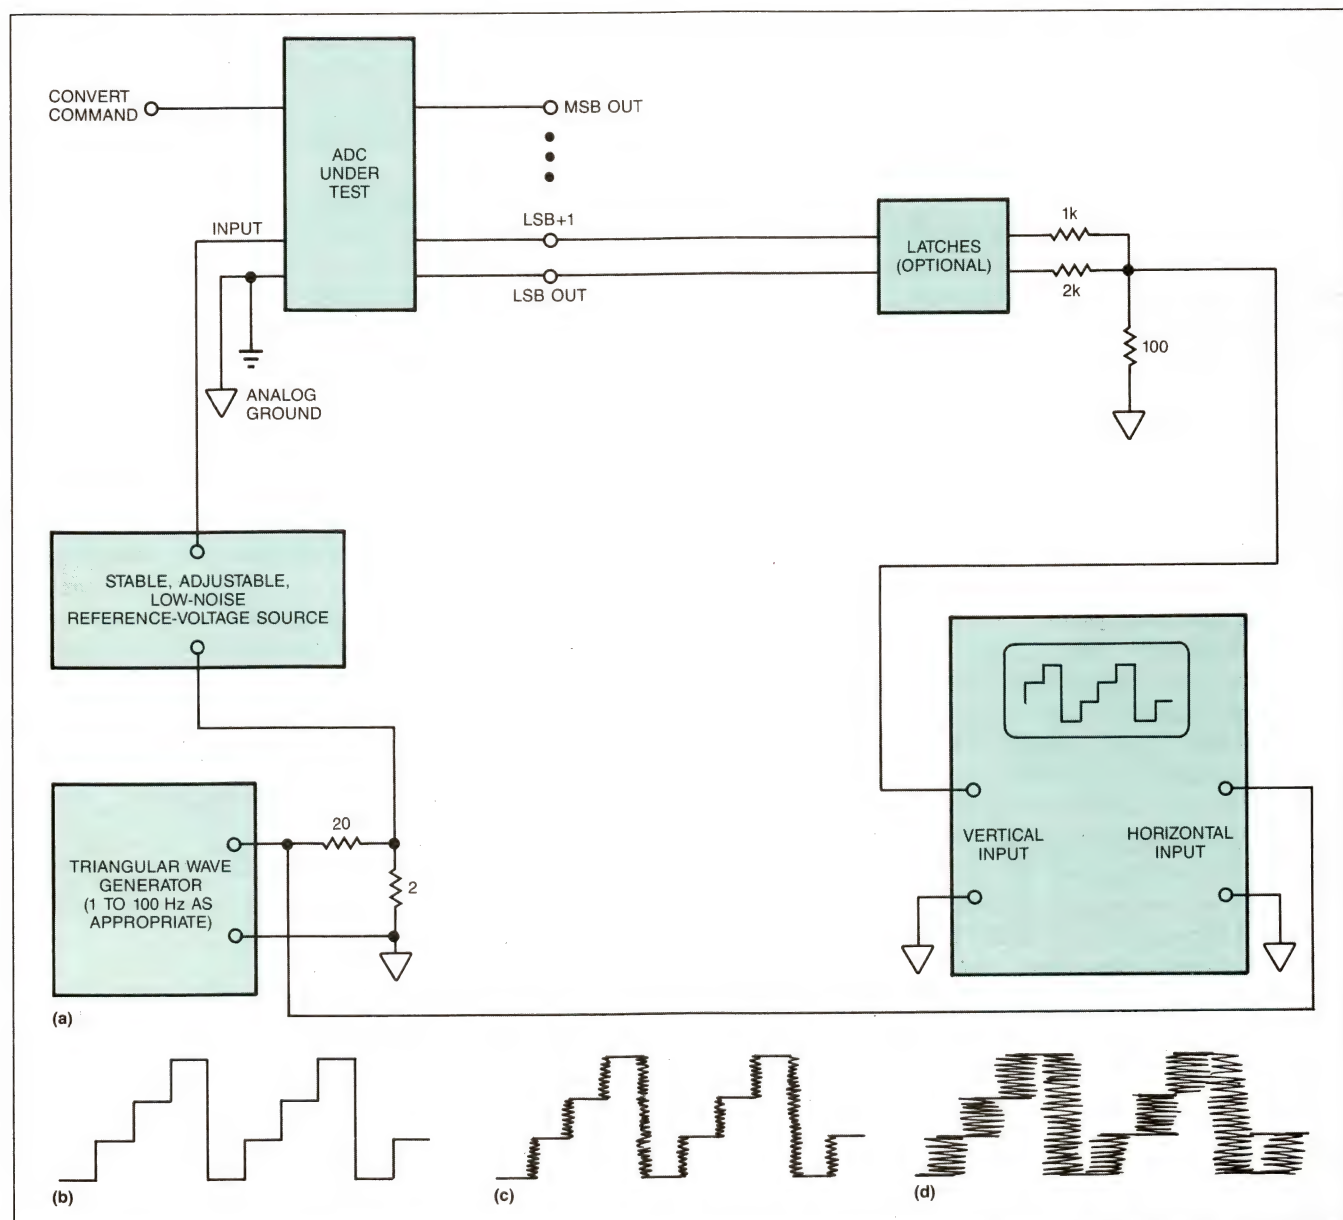 CONVERT
COMMAND
ADC
UNDER
TEST
MSB OUT
INPUT
LSB+1
LSB OUT
LATCHES
(OPTIONAL)
1k
2k
100
ANALOG
GROUND
STABLE, ADJUSTABLE,
LOW-NOISE
REFERENCE-VOLTAGE SOURCE
TRIANGULAR WAVE
GENERATOR
(1 TO 100 Hz AS
APPROPRIATE)
20
2
VERTICAL
INPUT
HORIZONTAL
INPUT
(a)
(b)
(c)
(d)